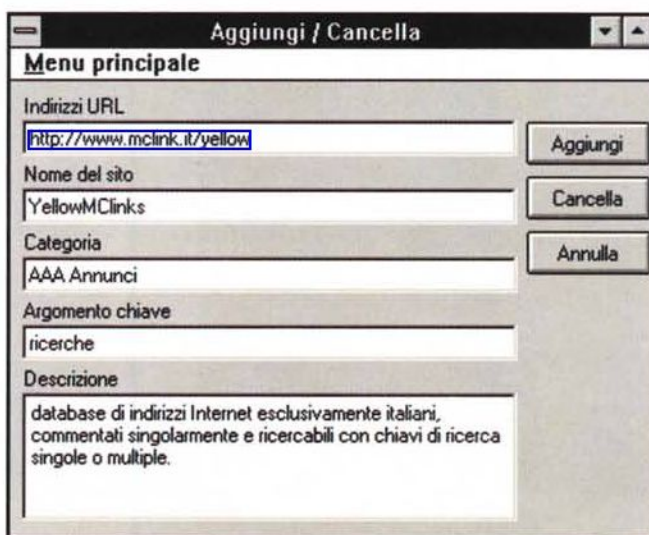 Aggiungi / Cancella
Menu principale
Indirizzi URL
http://www.mclink.it/yellow
Aggiungi
Nome del sito
YellowMClinks
Cancella
Categoria
AAA Annunci
Annulla
Argomento chiave
ricerche
Descrizione
database di indirizzi Internet esclusivamente italiani,
commentati singolarmente e ricercabili con chiavi di ricerca
singole o multiple.